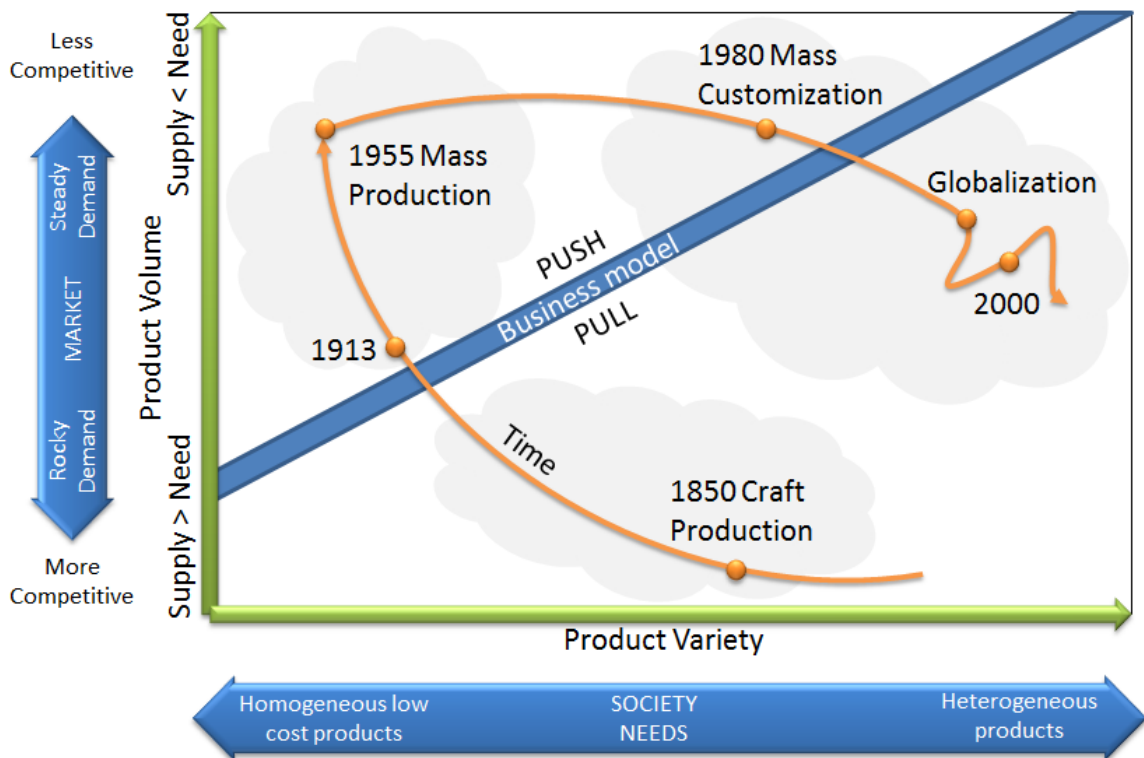 Less
Competitive
Steady
Demand
MARKET
Rocky
Demand
More
Competitive
Supply < Need
Product Volume
Supply > Need
1980 Mass
Customization
1955 Mass
Production
Globalization
PUSH
Business model
PULL
2000
1913
Time
1850 Craft
Production
Product Variety
Homogeneous low
cost products
SOCIETY
NEEDS
Heterogeneous
products